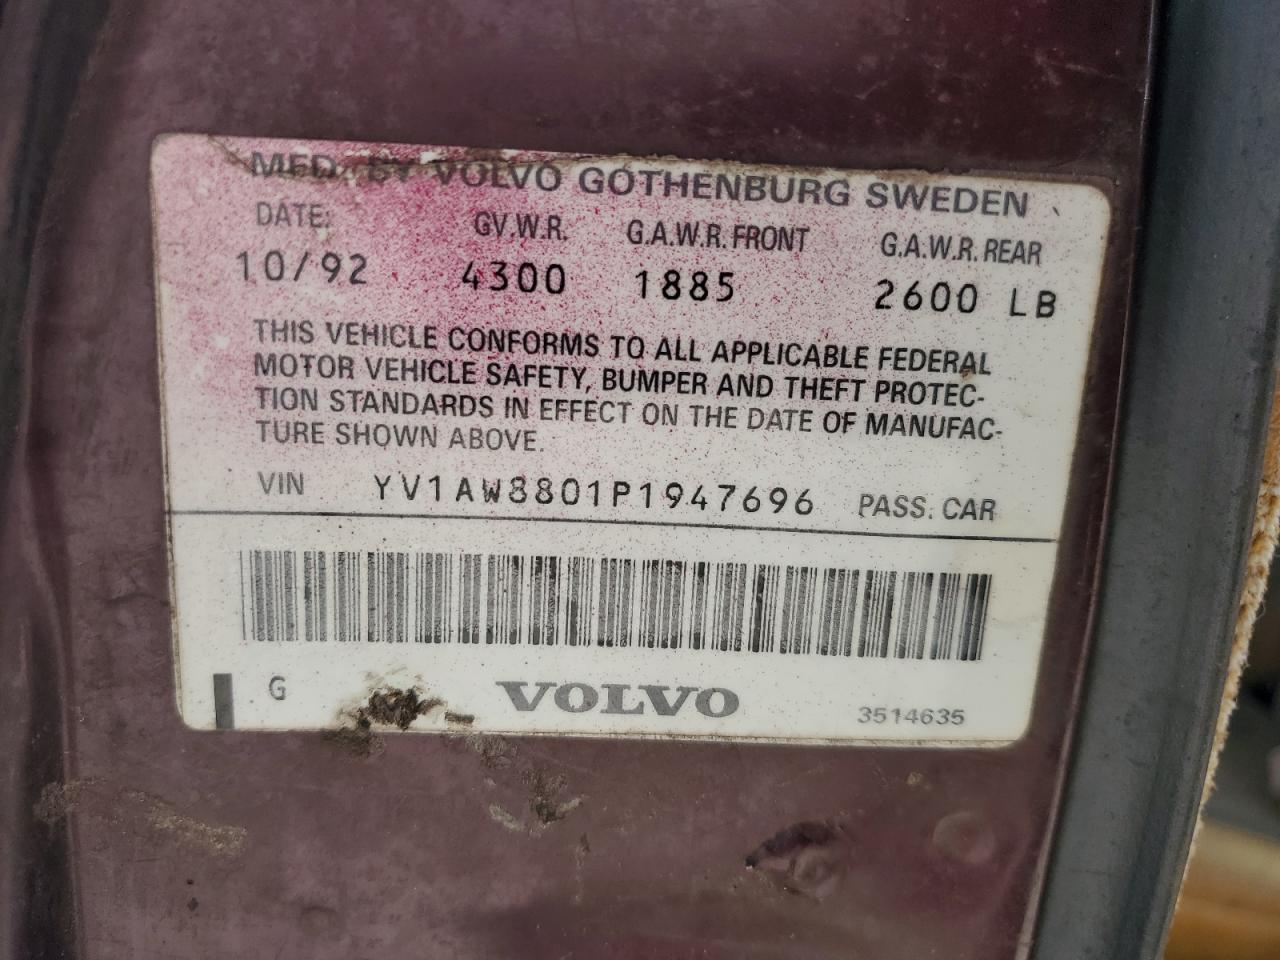 MFD. BY VOLVO GOTHENBURG SWEDEN
DATE: G.V.W.R. G.A.W.R. FRONT G.A.W.R. REAR
10/92 4300 1885 2600 LB
THIS VEHICLE CONFORMS TO ALL APPLICABLE FEDERAL
MOTOR VEHICLE SAFETY, BUMPER AND THEFT PROTEC-
TION STANDARDS IN EFFECT ON THE DATE OF MANUFAC-
TURE SHOWN ABOVE.
VIN YV1AW8801P1947696 PASS. CAR
G VOLVO 3514635